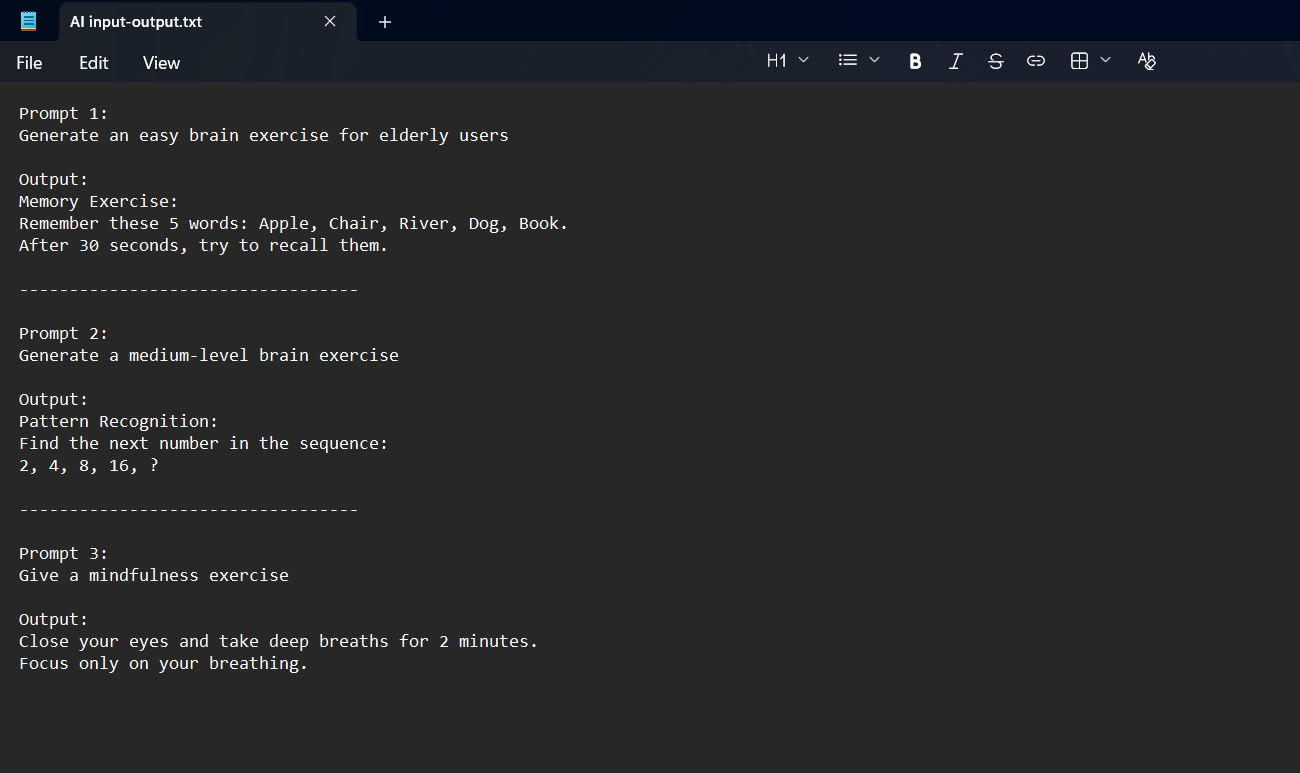 AI input-output.txt
File Edit View H1 B I S
Prompt 1:
Generate an easy brain exercise for elderly users
Output:
Memory Exercise:
Remember these 5 words: Apple, Chair, River, Dog, Book.
After 30 seconds, try to recall them.
----------------------------------
Prompt 2:
Generate a medium-level brain exercise
Output:
Pattern Recognition:
Find the next number in the sequence:
2, 4, 8, 16, ?
----------------------------------
Prompt 3:
Give a mindfulness exercise
Output:
Close your eyes and take deep breaths for 2 minutes.
Focus only on your breathing.